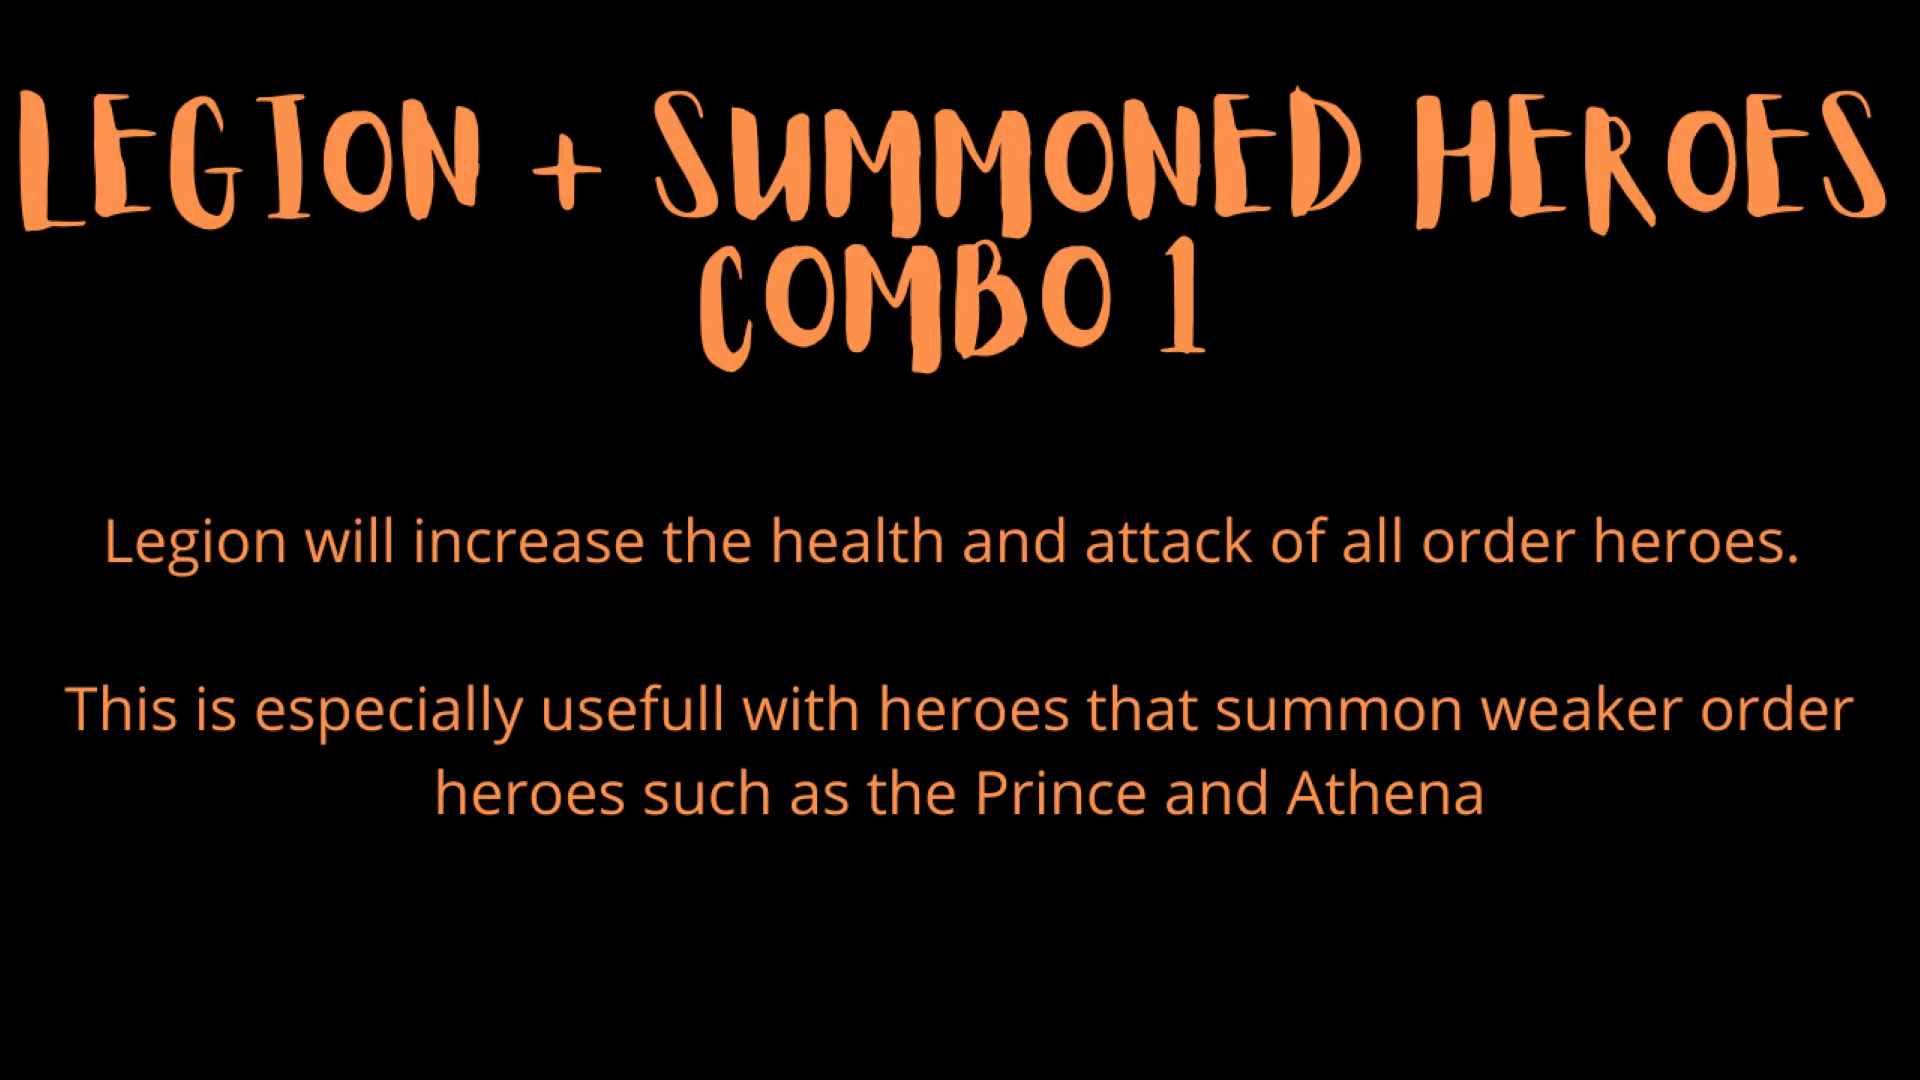 LEGION + SUMMONED HEROES
COMBO 1
Legion will increase the health and attack of all order heroes.
This is especially usefull with heroes that summon weaker order
heroes such as the Prince and Athena